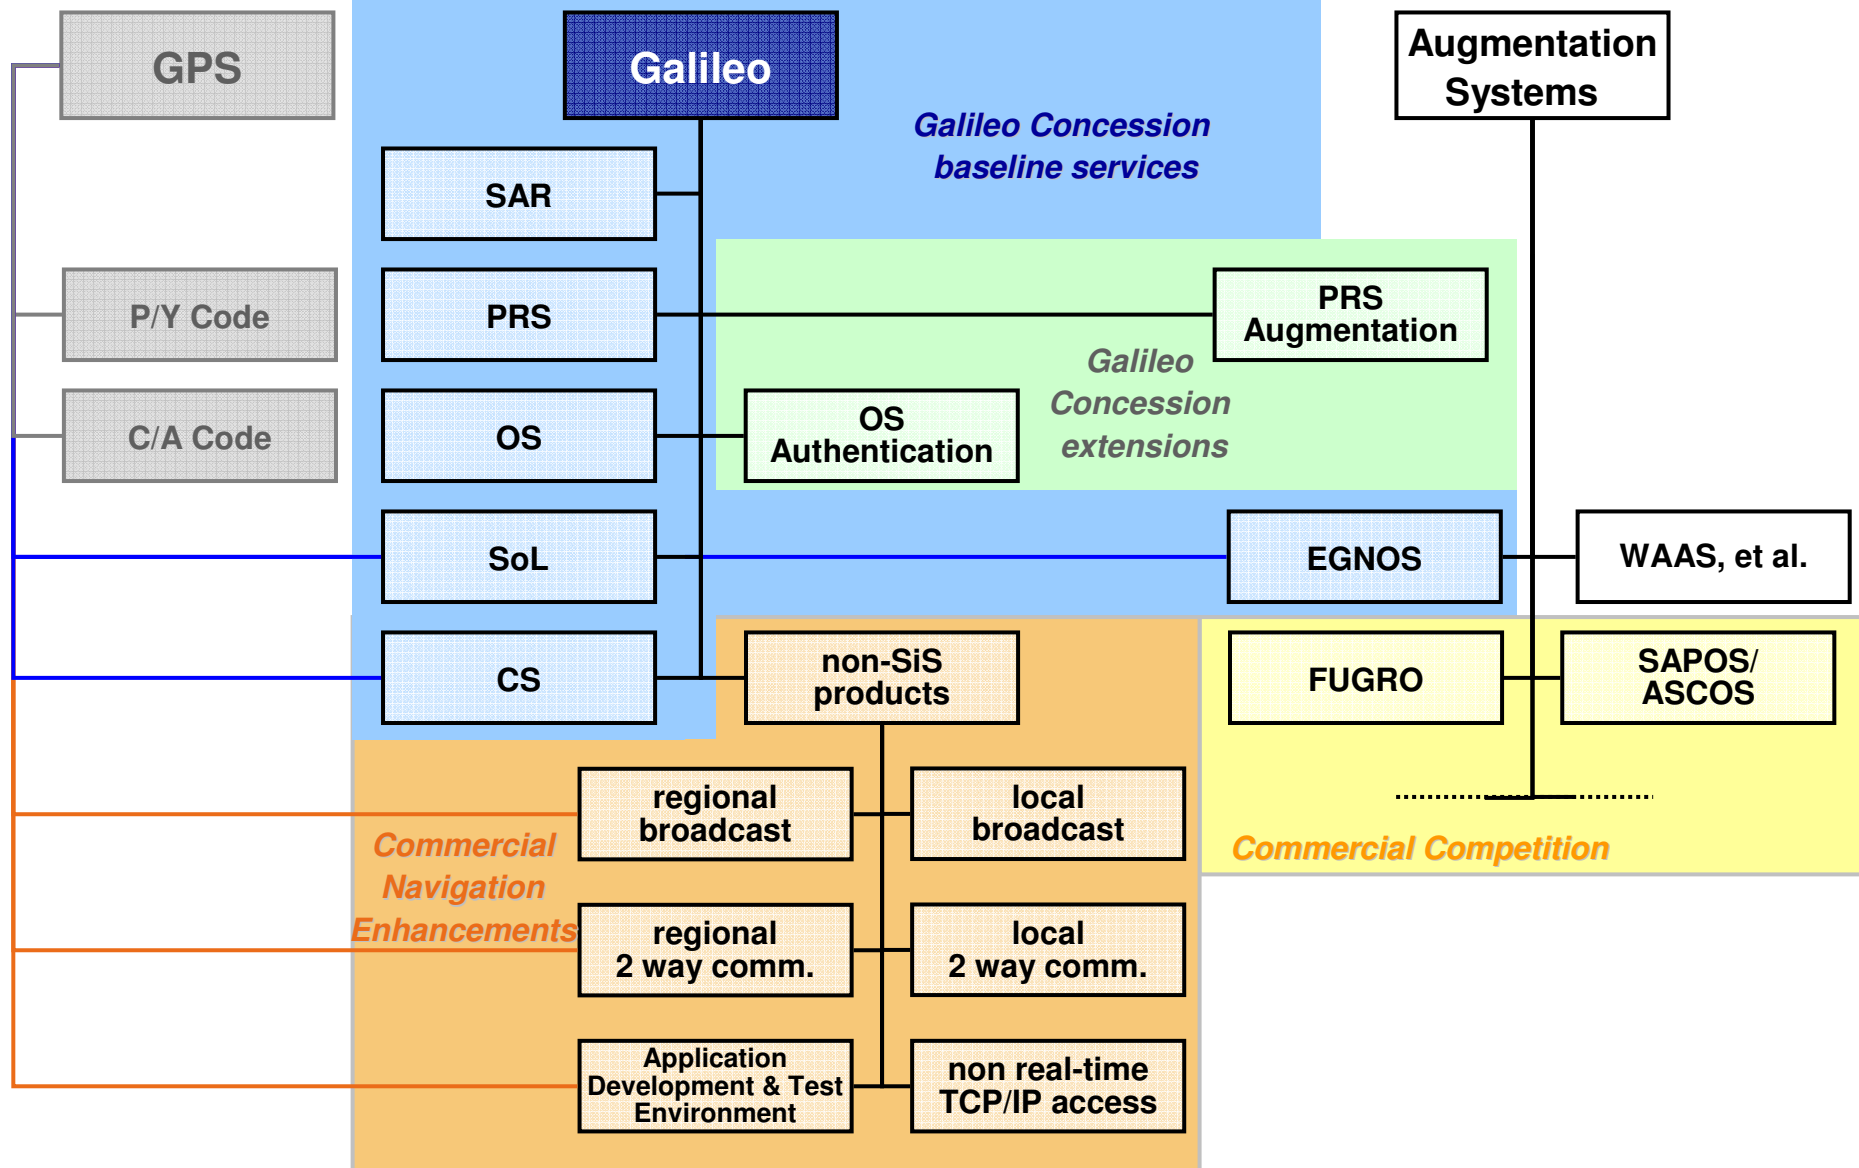 GPS
Galileo
Augmentation
Systems
Galileo Concession
baseline services
SAR
P/Y Code
PRS
PRS
Augmentation
Galileo
Concession
extensions
C/A Code
OS
OS
Authentication
SoL
EGNOS
WAAS, et al.
CS
non-SiS
products
FUGRO
SAPOS/
ASCOS
regional
broadcast
local
broadcast
Commercial
Navigation
Enhancements
Commercial Competition
regional
2 way comm.
local
2 way comm.
Application
Development & Test
Environment
non real-time
TCP/IP access